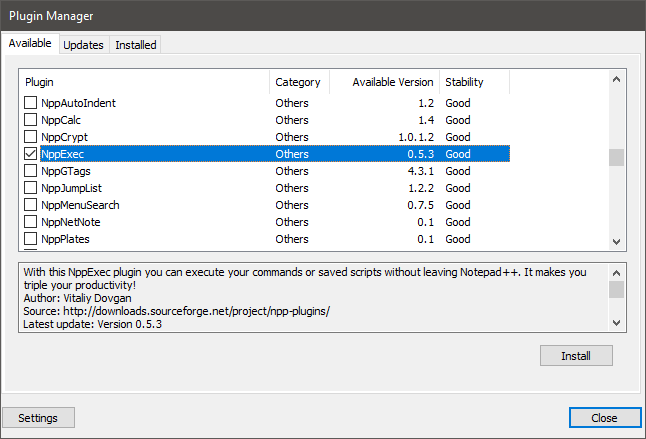 Plugin Manager
Available Updates Installed
Plugin Category Available Version Stability
NppAutoIndent Others 1.2 Good
NppCalc Others 1.4 Good
NppCrypt Others 1.0.1.2 Good
NppExec Others 0.5.3 Good
NppGTags Others 4.3.1 Good
NppJumpList Others 1.2.2 Good
NppMenuSearch Others 0.7.5 Good
NppNetNote Others 0.1 Good
NppPlates Others 0.1 Good
With this NppExec plugin you can execute your commands or saved scripts without leaving Notepad++. It makes you
triple your productivity!
Author: Vitaliy Dovgan
Source: http://downloads.sourceforge.net/project/npp-plugins/
Latest update: Version 0.5.3
Install
Settings Close